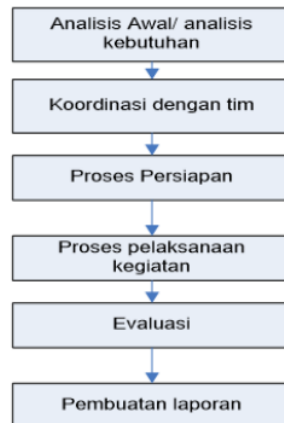 Analisis Awal/ analisis
kebutuhan
Koordinasi dengan tim
Proses Persiapan
Proses pelaksanaan
kegiatan
Evaluasi
Pembuatan laporan